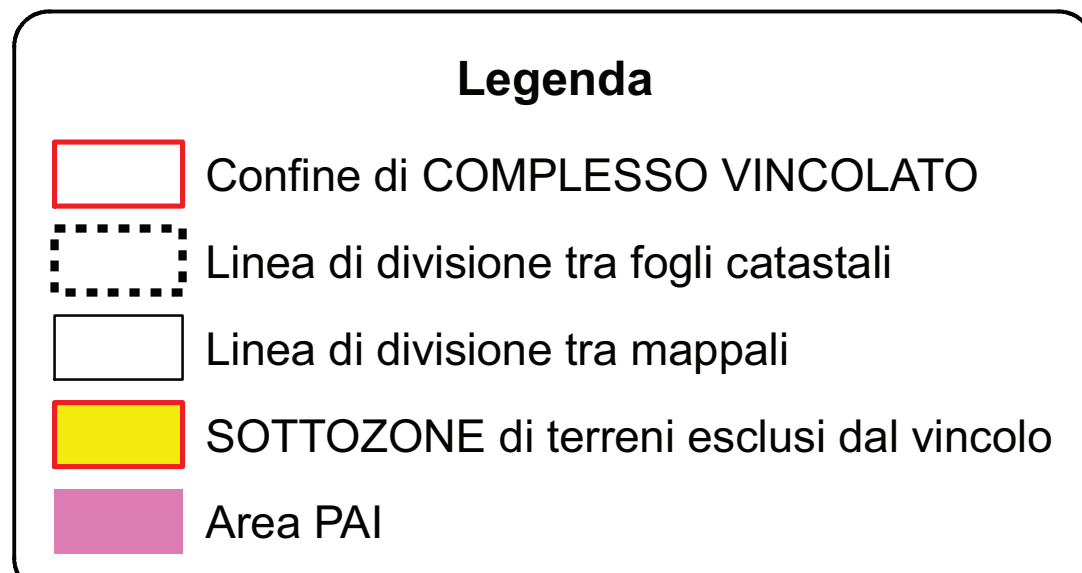 Legenda
Confine di COMPLESSO VINCOLATO
Linea di divisione tra fogli catastali
Linea di divisione tra mappali
SOTTOZONE di terreni esclusi dal vincolo
Area PAI